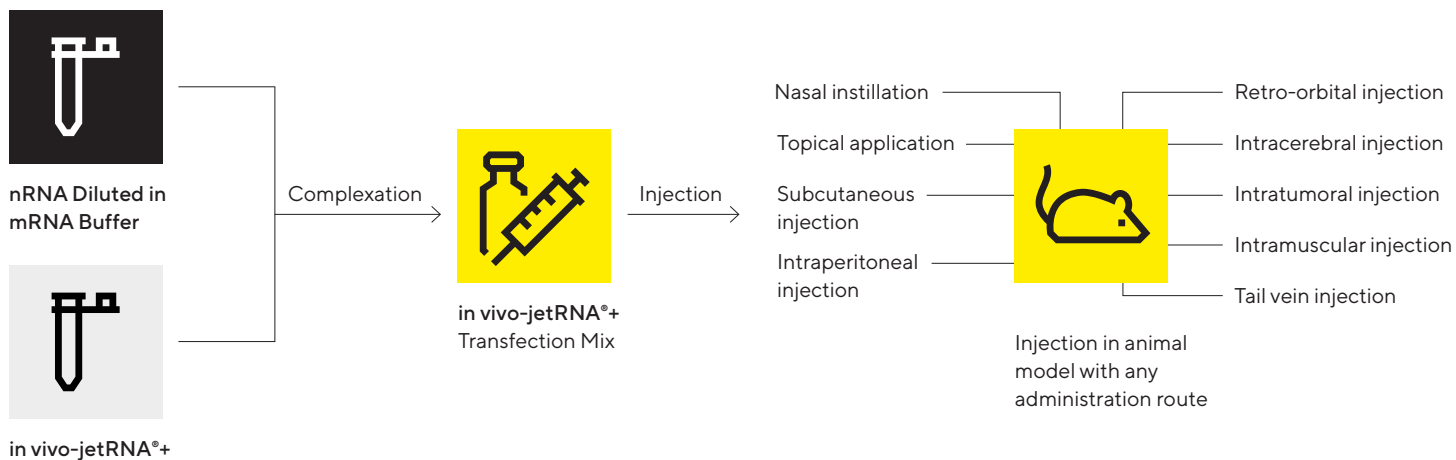 nRNA Diluted in
mRNA Buffer
in vivo-jetRNA®+
Complexation
in vivo-jetRNA®+
Transfection Mix
Injection
Nasal instillation
Topical application
Subcutaneous
injection
Intraperitoneal
injection
Retro-orbital injection
Intracerebral injection
Intratumoral injection
Intramuscular injection
Tail vein injection
Injection in animal
model with any
administration route